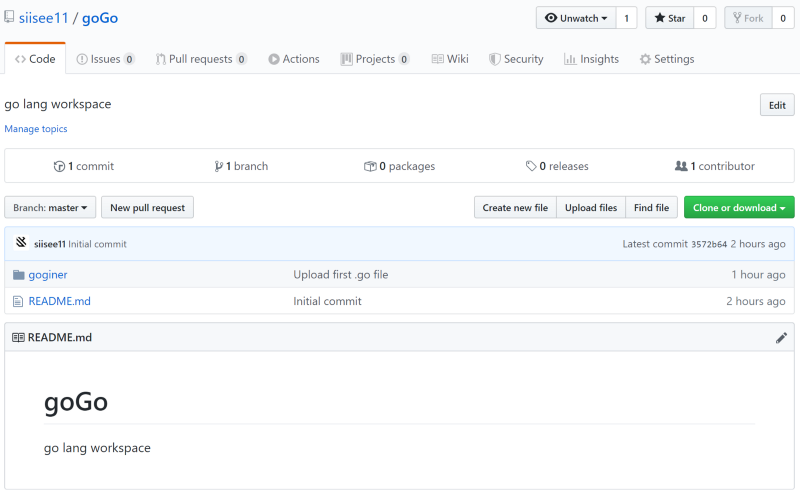 siisee11 / goGo
Unwatch 1
Star 0
Fork 0
Code
Issues 0
Pull requests 0
Actions
Projects 0
Wiki
Security
Insights
Settings
go lang workspace
Edit
Manage topics
1 commit
1 branch
0 packages
0 releases
1 contributor
Branch: master
New pull request
Create new file
Upload files
Find file
Clone or download
siisee11 Initial commit
Latest commit 3572b64 2 hours ago
goginer Upload first .go file 1 hour ago
README.md Initial commit 2 hours ago
README.md
goGo
go lang workspace